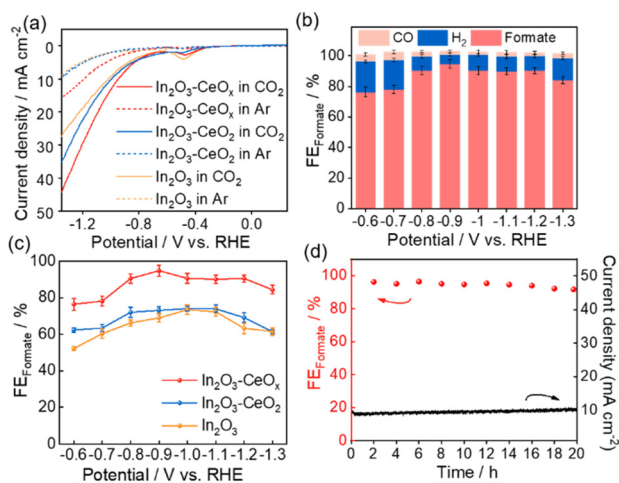 (a)
Current density / mA cm⁻²
0
10
20
30
40
50
In₂O₃-CeOₓ in CO₂
In₂O₃-CeOₓ in Ar
In₂O₃-CeO₂ in CO₂
In₂O₃-CeO₂ in Ar
In₂O₃ in CO₂
In₂O₃ in Ar
-1.2 -0.8 -0.4 0.0
Potential / V vs. RHE
(b)
CO H₂ Formate
FE_Formate / %
100
80
60
40
20
0
-0.6 -0.7 -0.8 -0.9 -1 -1.1 -1.2 -1.3
Potential / V vs. RHE
(c)
FE_Formate / %
100
80
60
40
20
0
In₂O₃-CeOₓ
In₂O₃-CeO₂
In₂O₃
-0.6 -0.7 -0.8 -0.9 -1.0 -1.1 -1.2 -1.3
Potential / V vs. RHE
(d)
FE_Formate / %
100
80
60
40
20
0
50
40
30
20
10
0
Current density (mA cm⁻²)
0 2 4 6 8 10 12 14 16 18 20
Time / h